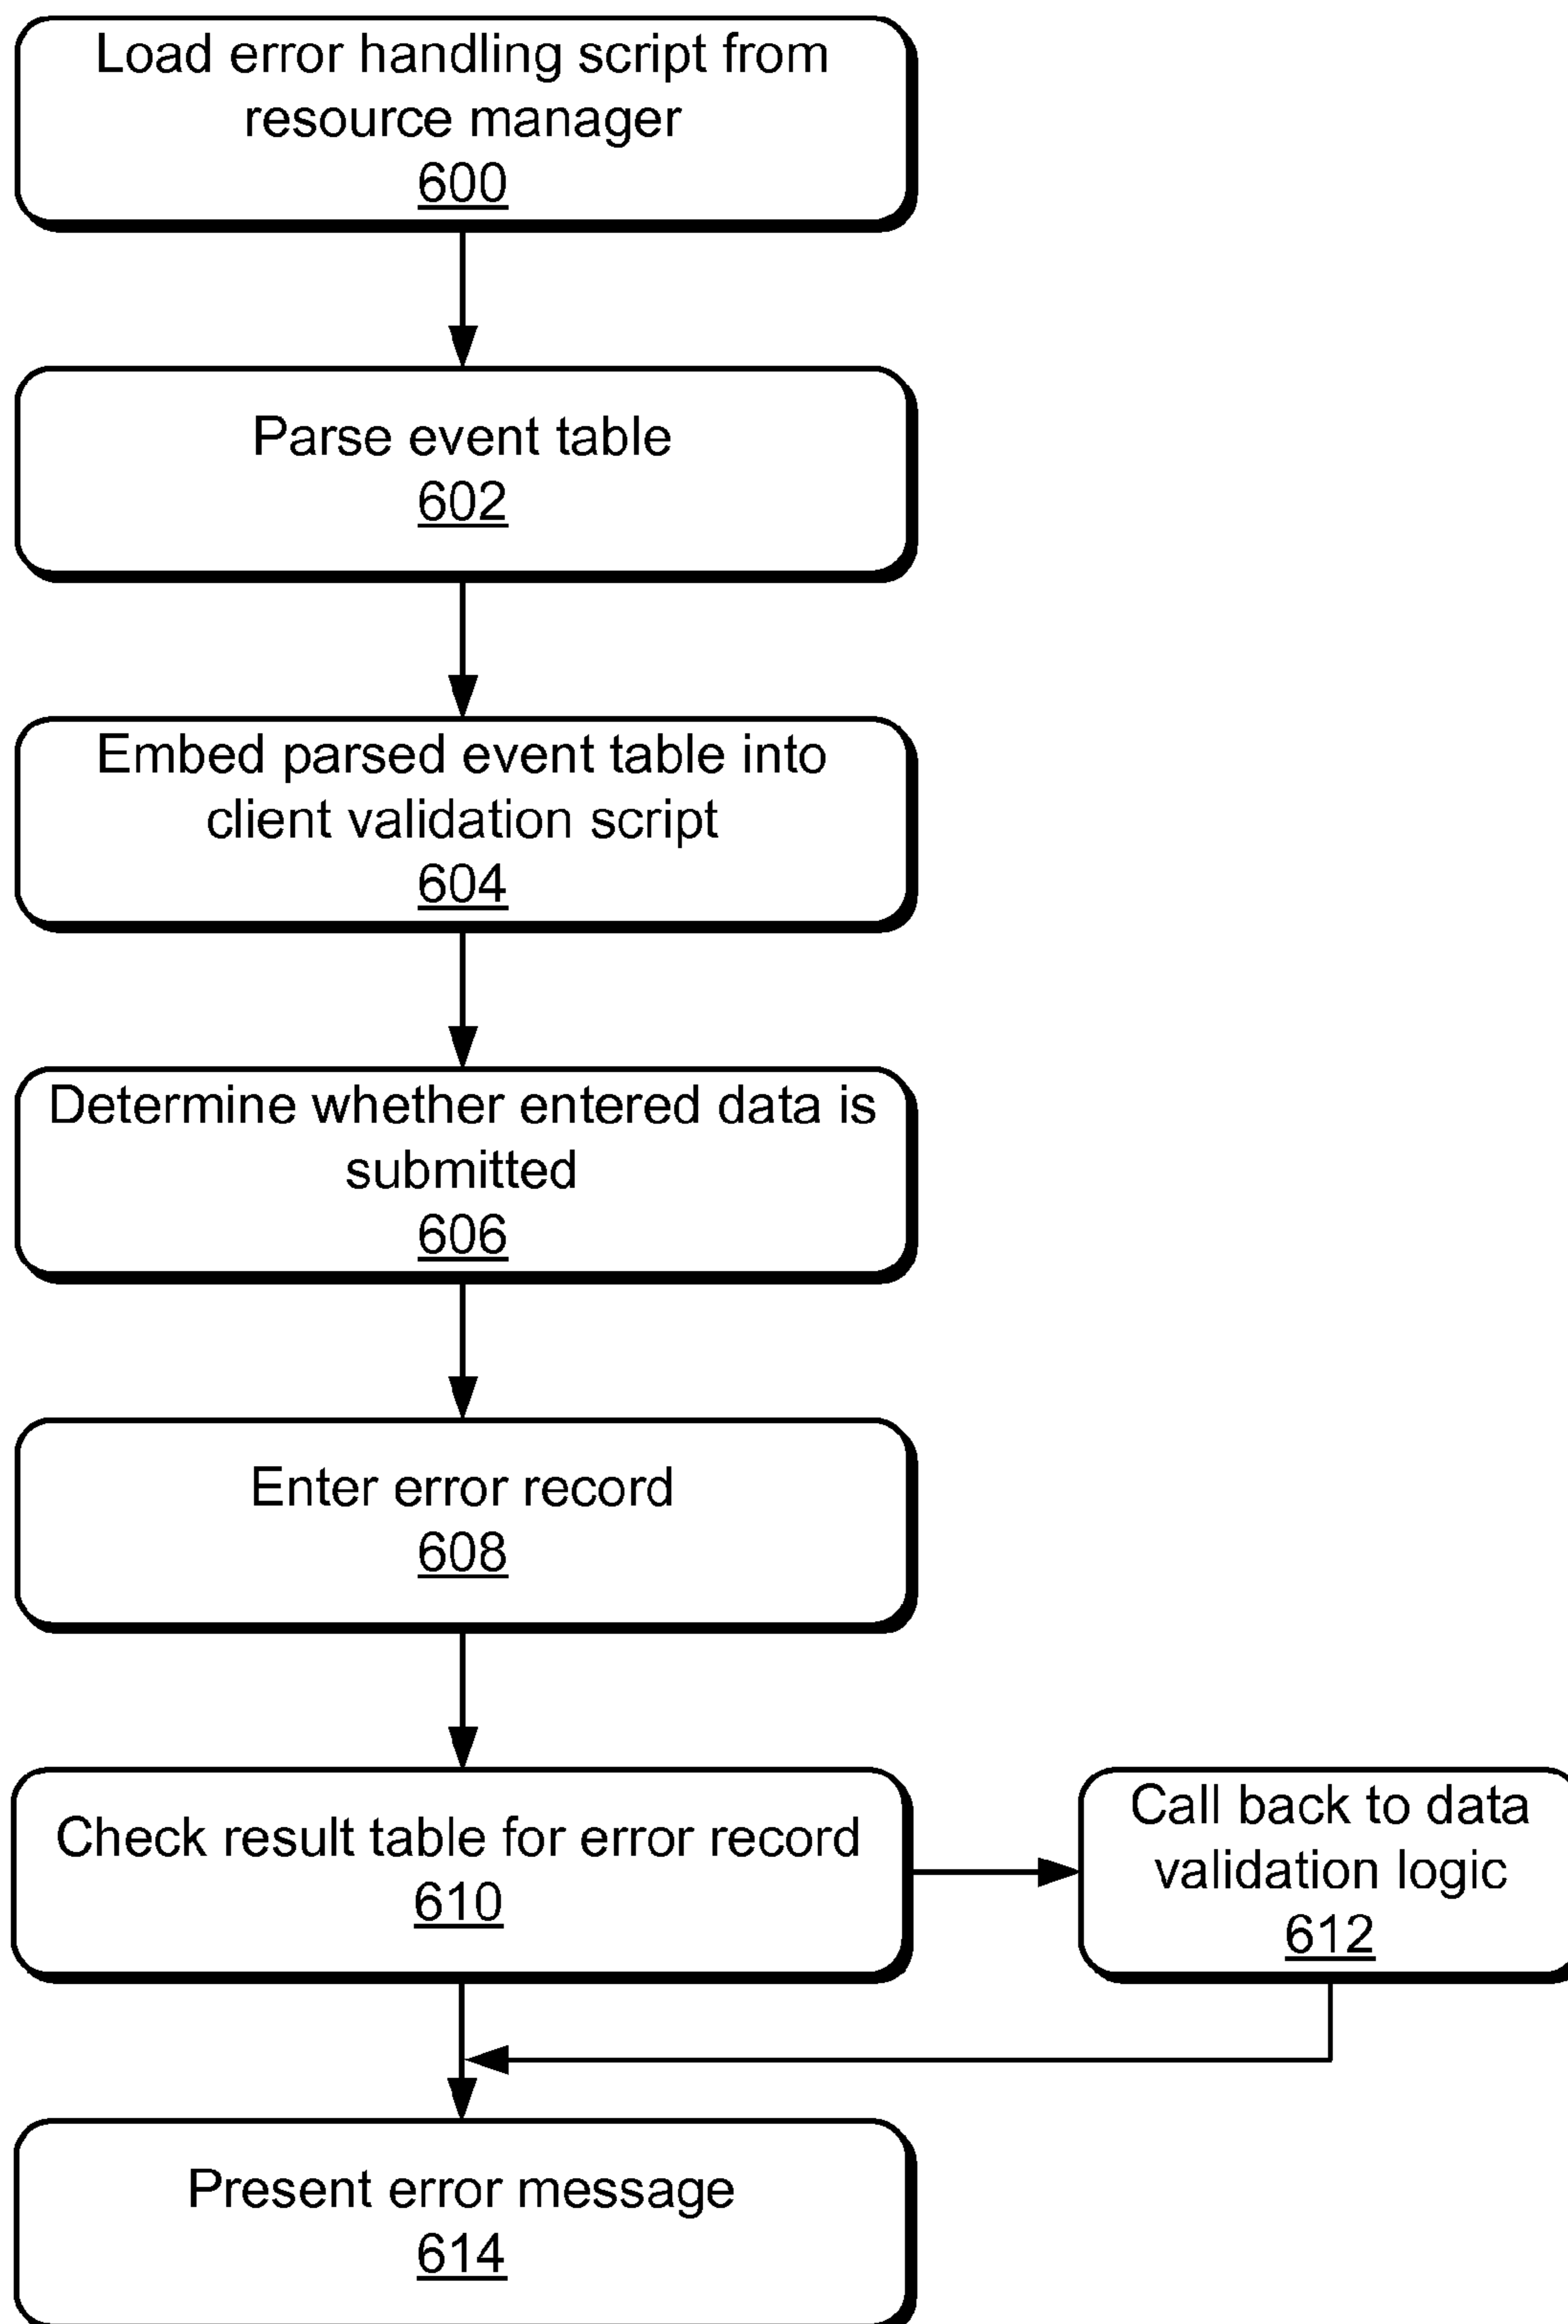 Load error handling script from
resource manager
600
Parse event table
602
Embed parsed event table into
client validation script
604
Determine whether entered data is
submitted
606
Enter error record
608
Check result table for error record
610
Call back to data
validation logic
612
Present error message
614